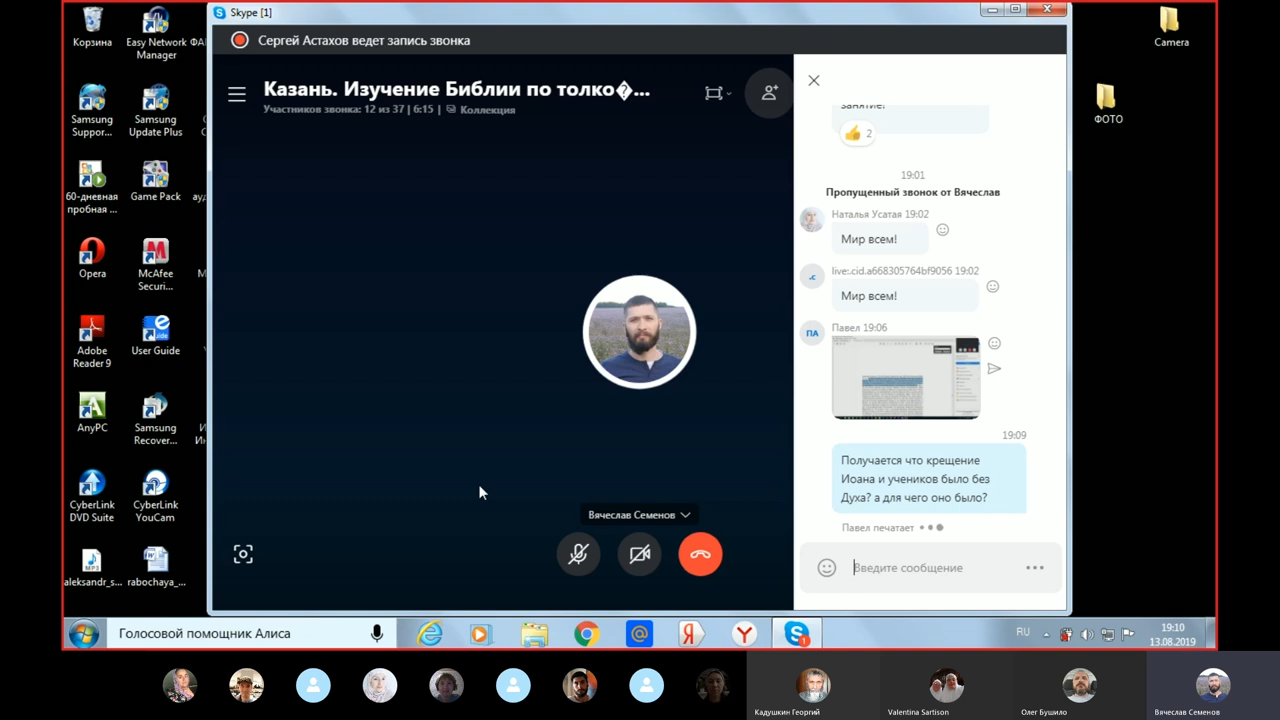 Skype [1]
Сергей Астахов ведет запись звонка
Казань. Изучение Библии по толко�...
Участников звонка: 12 из 37 | 6:15 | Коллекция
Корзина
Easy Network
Manager
Samsung
Suppor...
Samsung
Update Plus
60-дневная
пробная ...
Game Pack
Opera
McAfee
Securi...
Adobe
Reader 9
User Guide
AnyPC
Samsung
Recover...
CyberLink
DVD Suite
CyberLink
YouCam
aleksandr_s...
rabochaya_...
Camera
ФОТО
занятие!
2
19:01
Пропущенный звонок от Вячеслав
Наталья Усатая 19:02
Мир всем!
live:.cid.a668305764bf9056 19:02
.c
Мир всем!
Павел 19:06
ПА
19:09
Получается что крещение
Иоана и учеников было без
Духа? а для чего оно было?
Павел печатает
Введите сообщение
Вячеслав Семенов
Голосовой помощник Алиса
RU
19:10
13.08.2019
Кадушкин Георгий
Valentina Sartison
Олег Бушило
Вячеслав Семенов